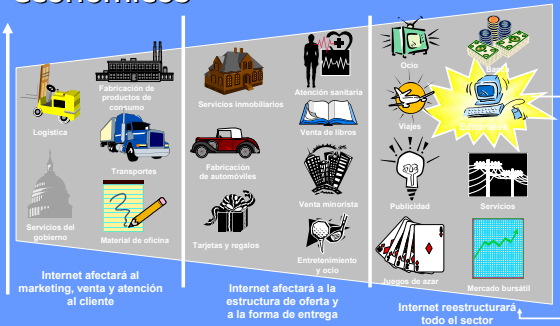 económicos
Fabricación de
productos de
consumo
Logística
Transportes
Servicios del
gobierno
Material de oficina
Internet afectará al
marketing, venta y atención
al cliente
Servicios inmobiliarios
Atención sanitaria
Venta de libros
Fabricación
de automóviles
Venta minorista
Tarjetas y regalos
Entretenimiento
y ocio
Internet afectará a la
estructura de oferta y
a la forma de entrega
Ocio
Viajes
Publicidad
Servicios
Juegos de azar
Mercado bursátil
Internet reestructurará
todo el sector